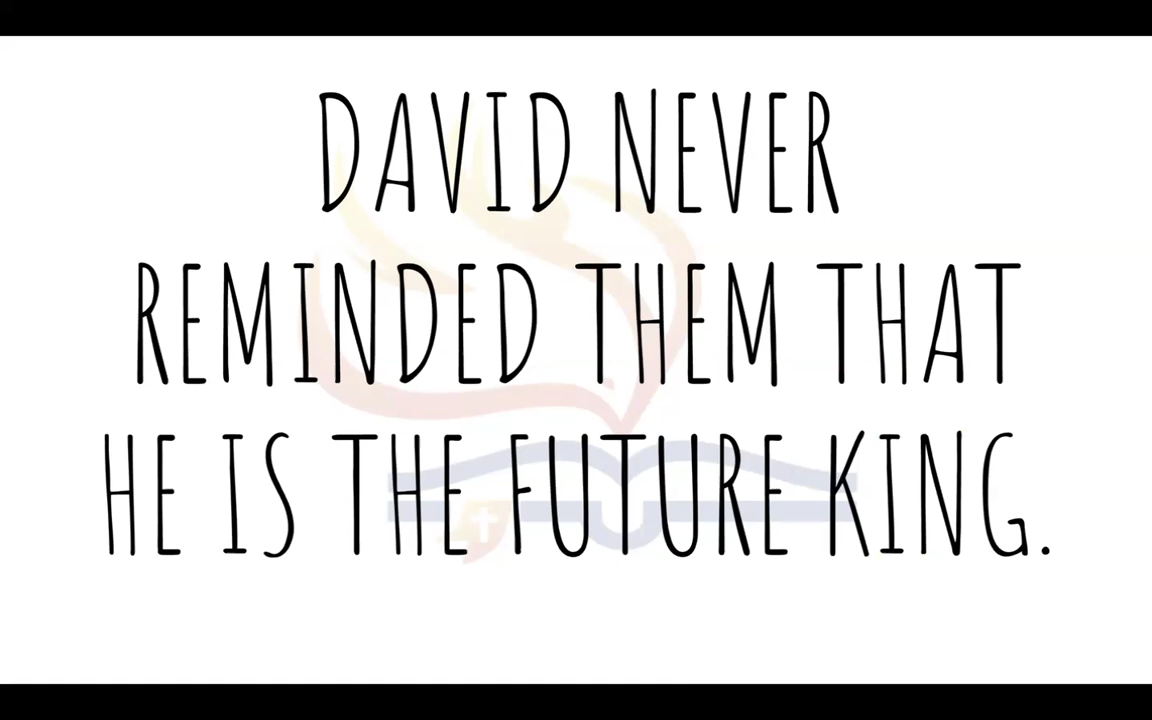 DAVID NEVER
REMINDED THEM THAT
HE IS THE FUTURE KING.